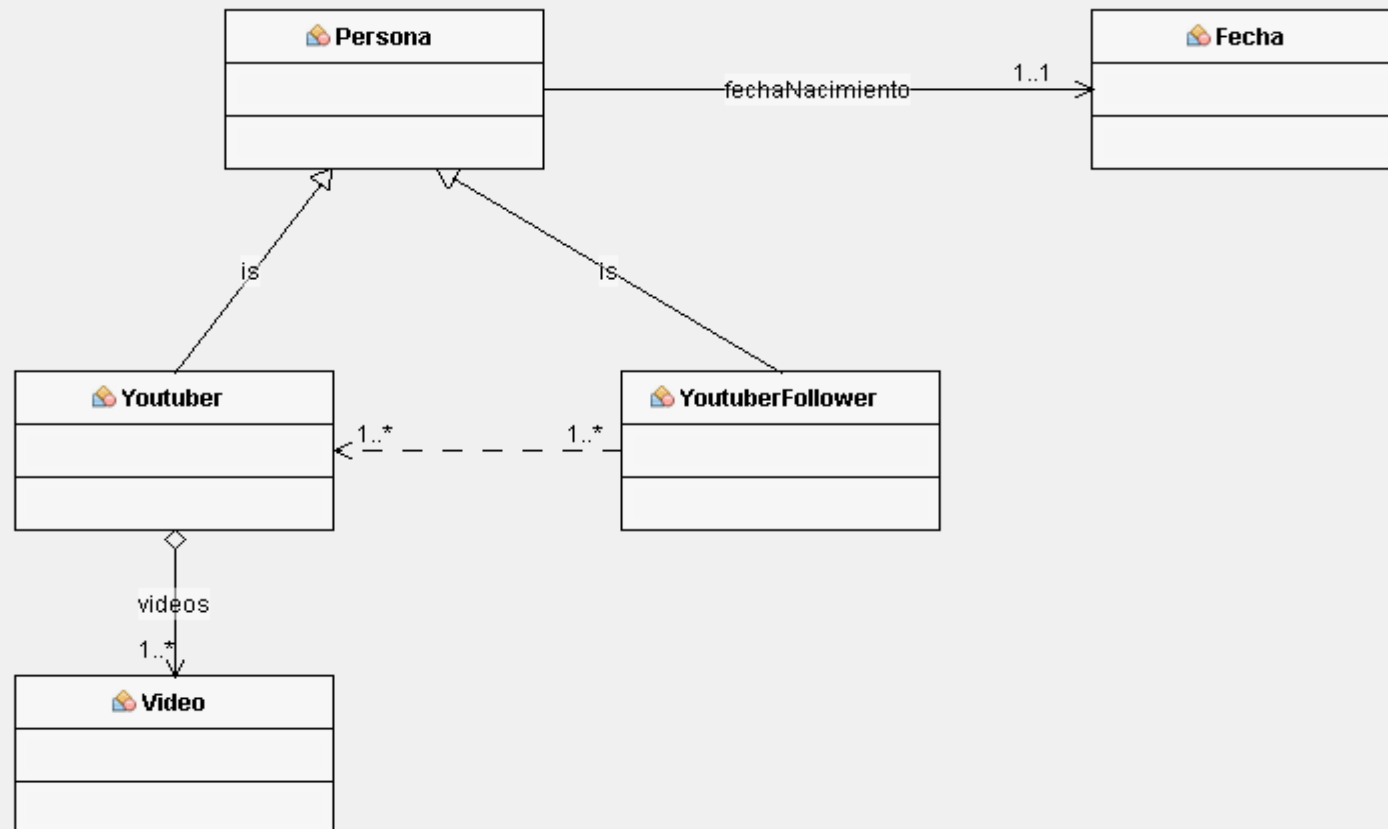 Persona
Fecha
fechaNacimiento
1..1
is
is
Youtuber
YoutuberFollower
1..*
1..*
videos
1..*
Video